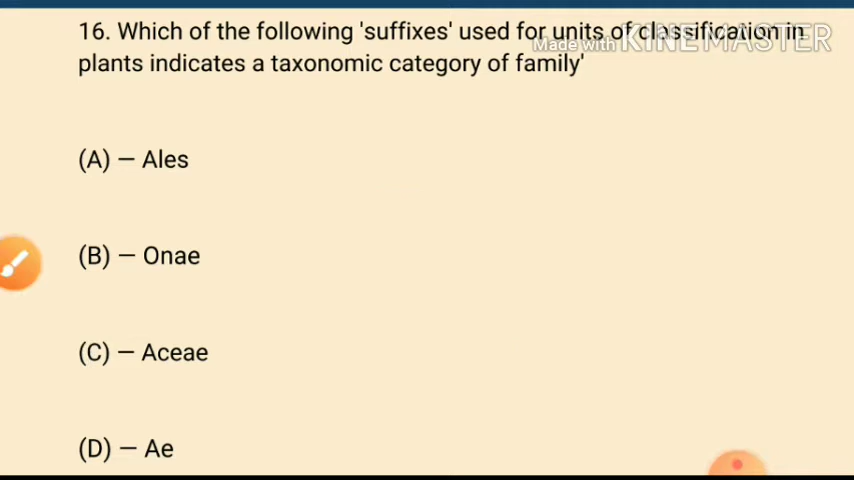 16. Which of the following 'suffixes' used for units of classification in
Made with KINEMASTER
plants indicates a taxonomic category of family'
(A) – Ales
(B) – Onae
(C) – Aceae
(D) – Ae